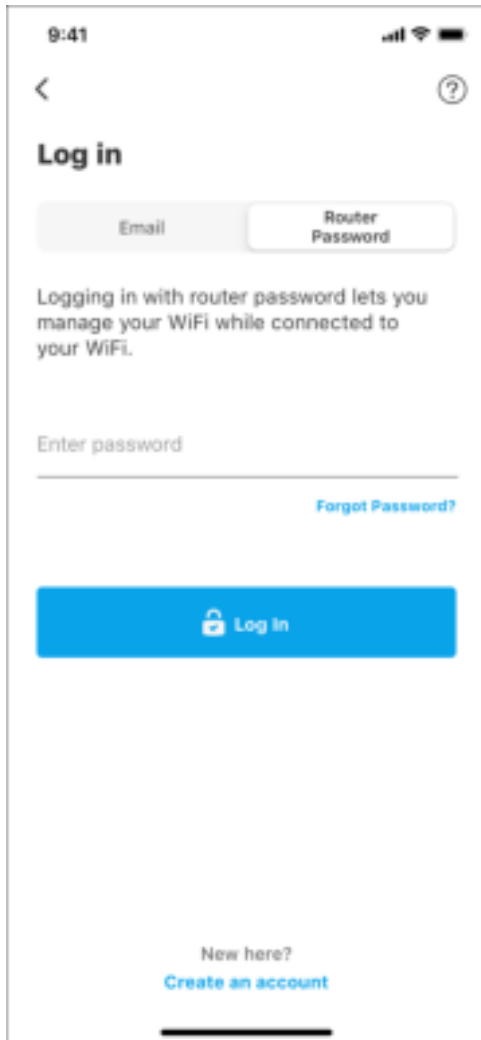 9:41
Log in
Email
Router
Password
Logging in with router password lets you
manage your WiFi while connected to
your WiFi.
Enter password
Forgot Password?
Log In
New here?
Create an account